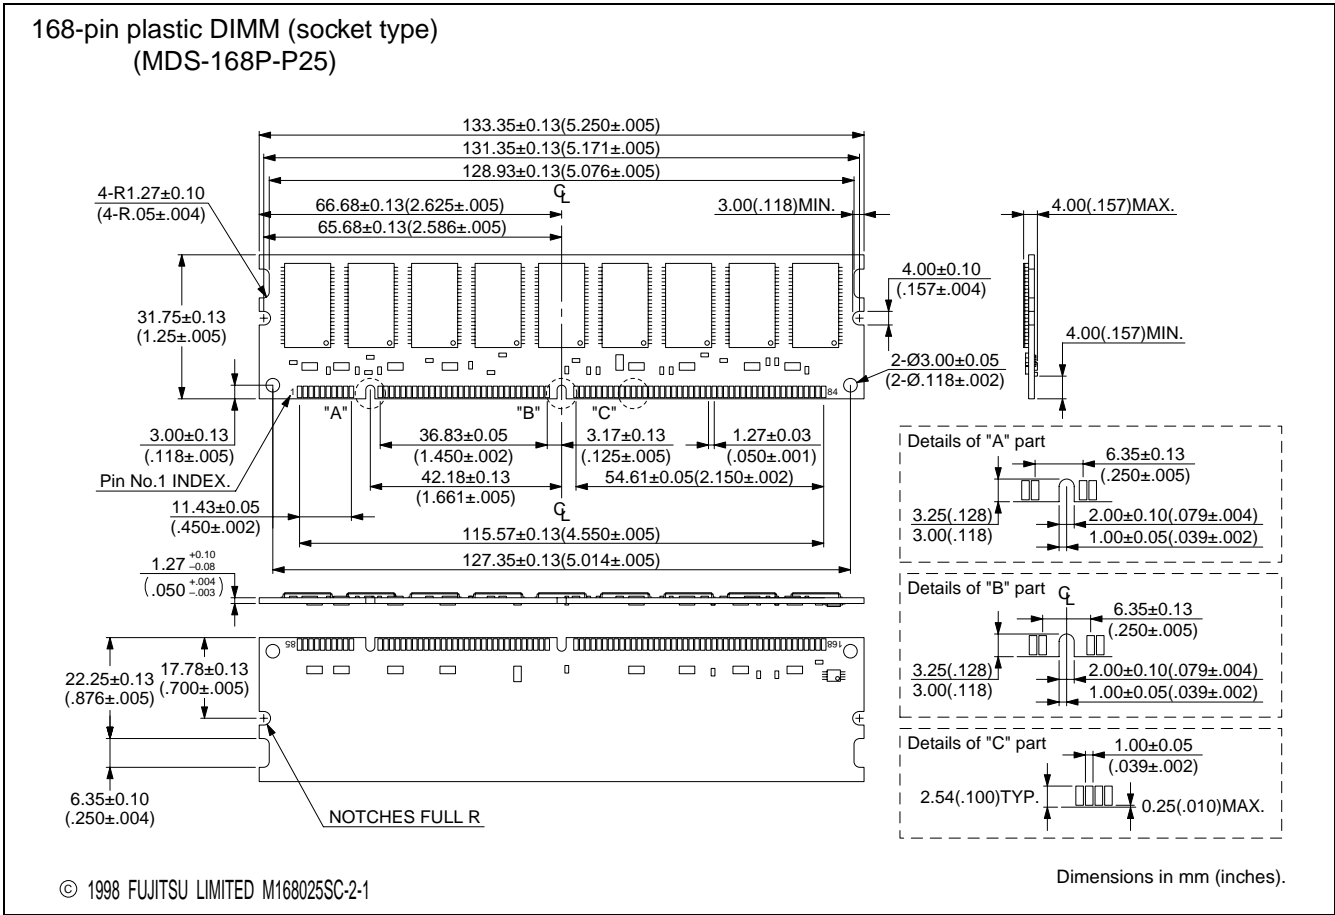 168-pin plastic DIMM (socket type)
(MDS-168P-P25)
133.35±0.13(5.250±.005)
131.35±0.13(5.171±.005)
128.93±0.13(5.076±.005)
4-R1.27±0.10
(4-R.05±.004)
66.68±0.13(2.625±.005)
65.68±0.13(2.586±.005)
CL
3.00(.118)MIN.
4.00(.157)MAX.
4.00±0.10
(.157±.004)
31.75±0.13
(1.25±.005)
4.00(.157)MIN.
2-Ø3.00±0.05
(2-Ø.118±.002)
1
84
"A"
"B"
"C"
3.00±0.13
(.118±.005)
36.83±0.05
(1.450±.002)
3.17±0.13
(.125±.005)
1.27±0.03
(.050±.001)
Pin No.1 INDEX.
42.18±0.13
(1.661±.005)
54.61±0.05(2.150±.002)
11.43±0.05
(.450±.002)
CL
115.57±0.13(4.550±.005)
127.35±0.13(5.014±.005)
1.27 +0.10 −0.08
(.050 +.004 −.003)
85
168
22.25±0.13
(.876±.005)
17.78±0.13
(.700±.005)
6.35±0.10
(.250±.004)
NOTCHES FULL R
Details of "A" part
6.35±0.13
(.250±.005)
3.25(.128)
3.00(.118)
2.00±0.10(.079±.004)
1.00±0.05(.039±.002)
Details of "B" part
CL
6.35±0.13
(.250±.005)
3.25(.128)
3.00(.118)
2.00±0.10(.079±.004)
1.00±0.05(.039±.002)
Details of "C" part
1.00±0.05
(.039±.002)
2.54(.100)TYP.
0.25(.010)MAX.
© 1998 FUJITSU LIMITED M168025SC-2-1
Dimensions in mm (inches).